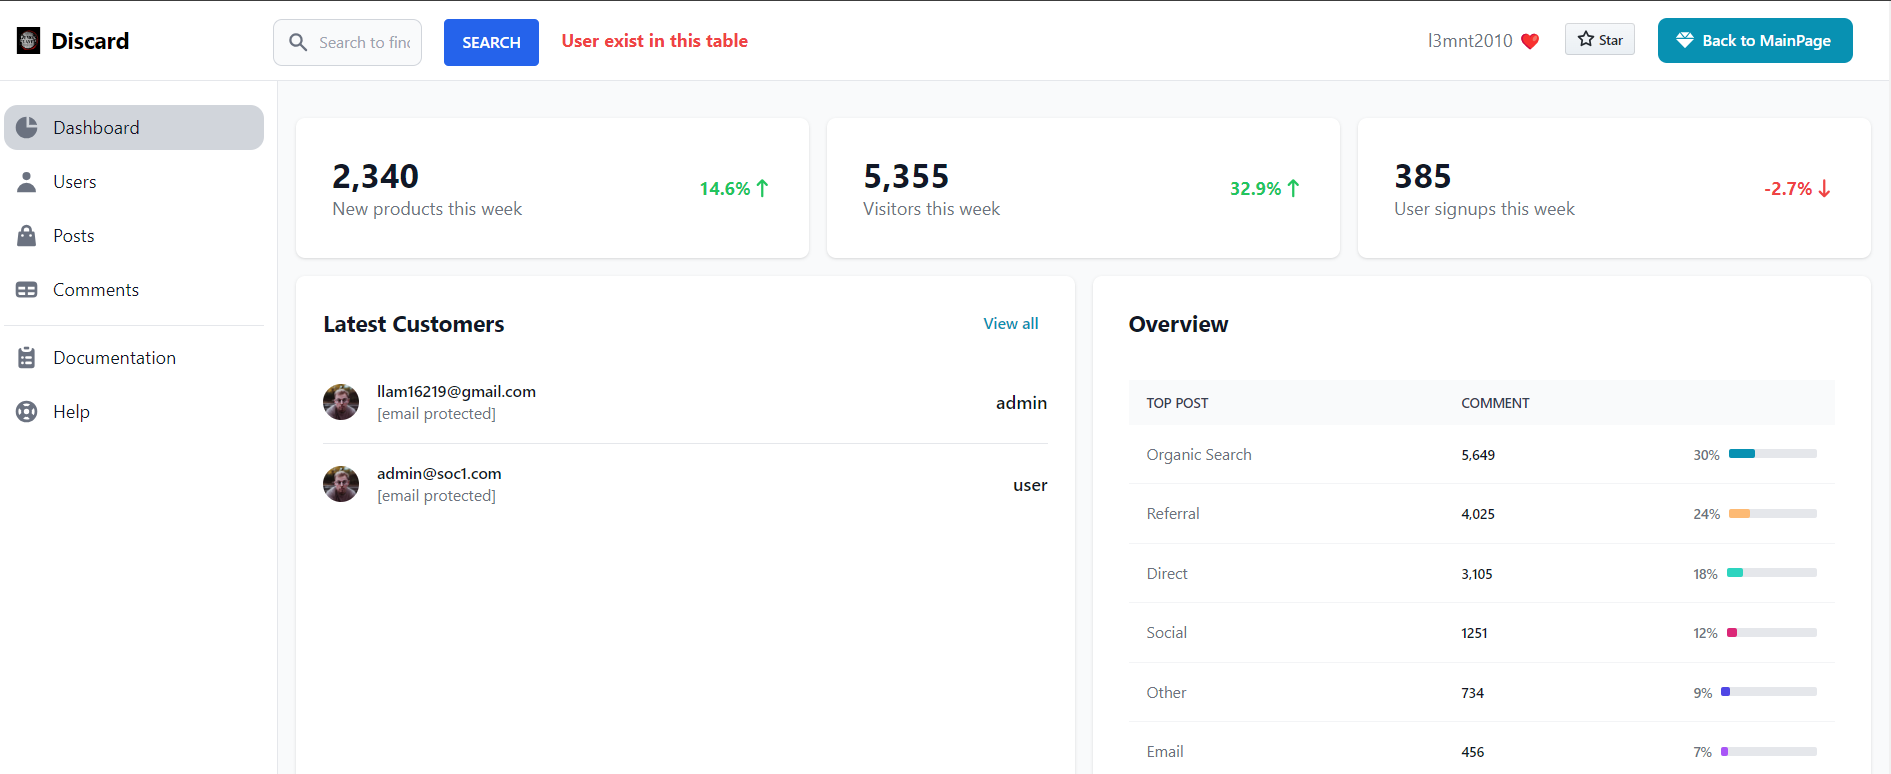 Discard
Search to find
SEARCH
User exist in this table
l3mnt2010 ❤️
Star
Back to MainPage
Dashboard
Users
Posts
Comments
Documentation
Help
2,340
New products this week
14.6%
5,355
Visitors this week
32.9%
385
User signups this week
-2.7%
Latest Customers
View all
llam16219@gmail.com
[email protected]
admin
admin@soc1.com
[email protected]
user
Overview
TOP POST COMMENT
Organic Search 5,649 30%
Referral 4,025 24%
Direct 3,105 18%
Social 1251 12%
Other 734 9%
Email 456 7%